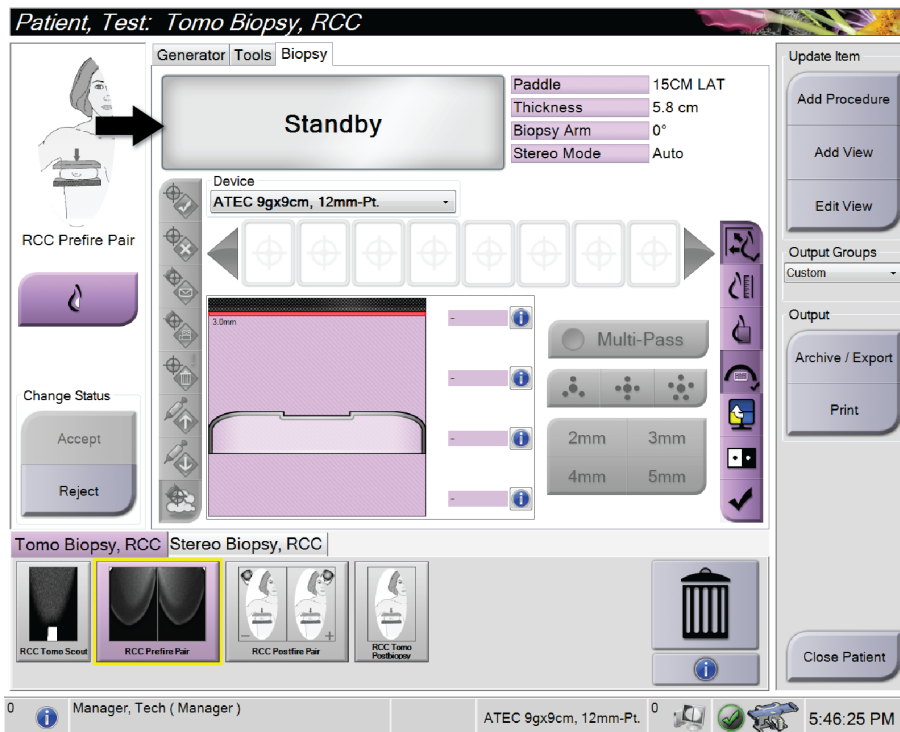 Patient, Test: Tomo Biopsy, RCC
Generator Tools Biopsy
Update Item
Standby
Paddle 15CM LAT
Thickness 5.8 cm
Biopsy Arm 0°
Stereo Mode Auto
Add Procedure
Add View
Edit View
Device
ATEC 9gx9cm, 12mm-Pt.
RCC Prefire Pair
Output Groups
Custom
Output
3.0mm
-
-
-
-
Multi-Pass
2mm 3mm
4mm 5mm
Archive / Export
Print
Change Status
Accept
Reject
Tomo Biopsy, RCC Stereo Biopsy, RCC
RCC Tomo Scout
RCC Prefire Pair
- +
RCC Postfire Pair
RCC Tomo
Postbiopsy
Close Patient
0 Manager, Tech ( Manager ) ATEC 9gx9cm, 12mm-Pt. 0 5:46:25 PM